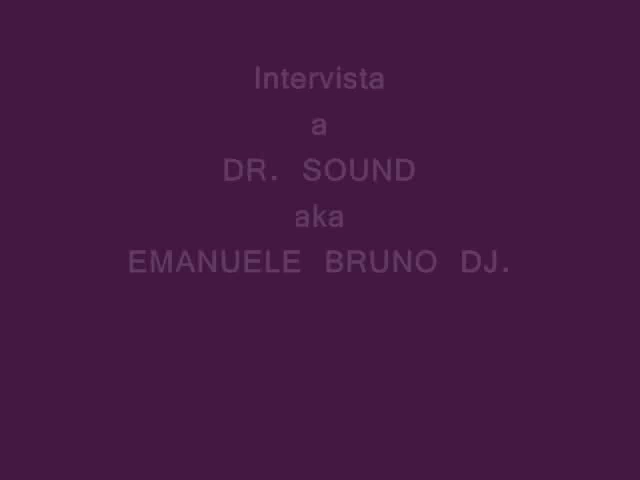 Intervista
a
DR. SOUND
aka
EMANUELE BRUNO DJ.